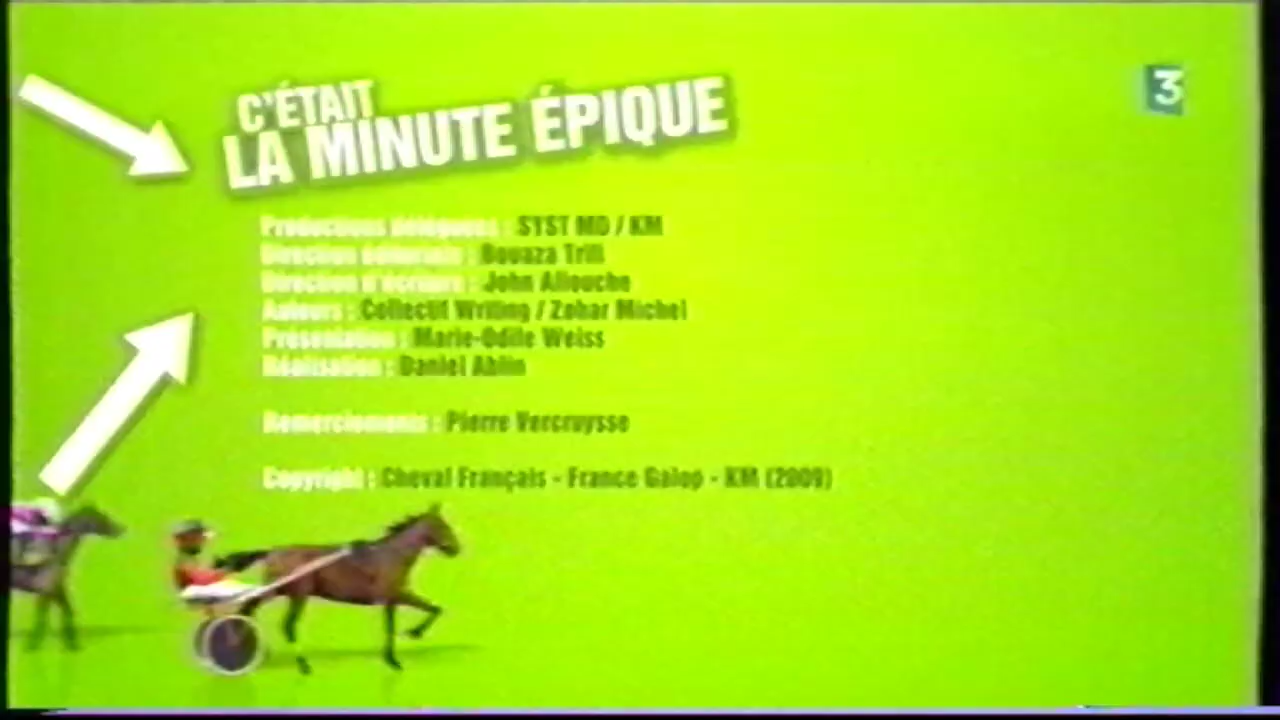 C'ÉTAIT
LA MINUTE ÉPIQUE
3
Productions déléguées : SYST MD / KM
Direction éditoriale : Bouaza Trill
Direction d'écriture : John Allouche
Auteurs : Collectif Writing / Zohar Michel
Présentation : Marie-Odile Weiss
Réalisation : Daniel Ablin
Remerciements : Pierre Vercruysse
Copyright : Cheval Français - France Galop - KM (2009)